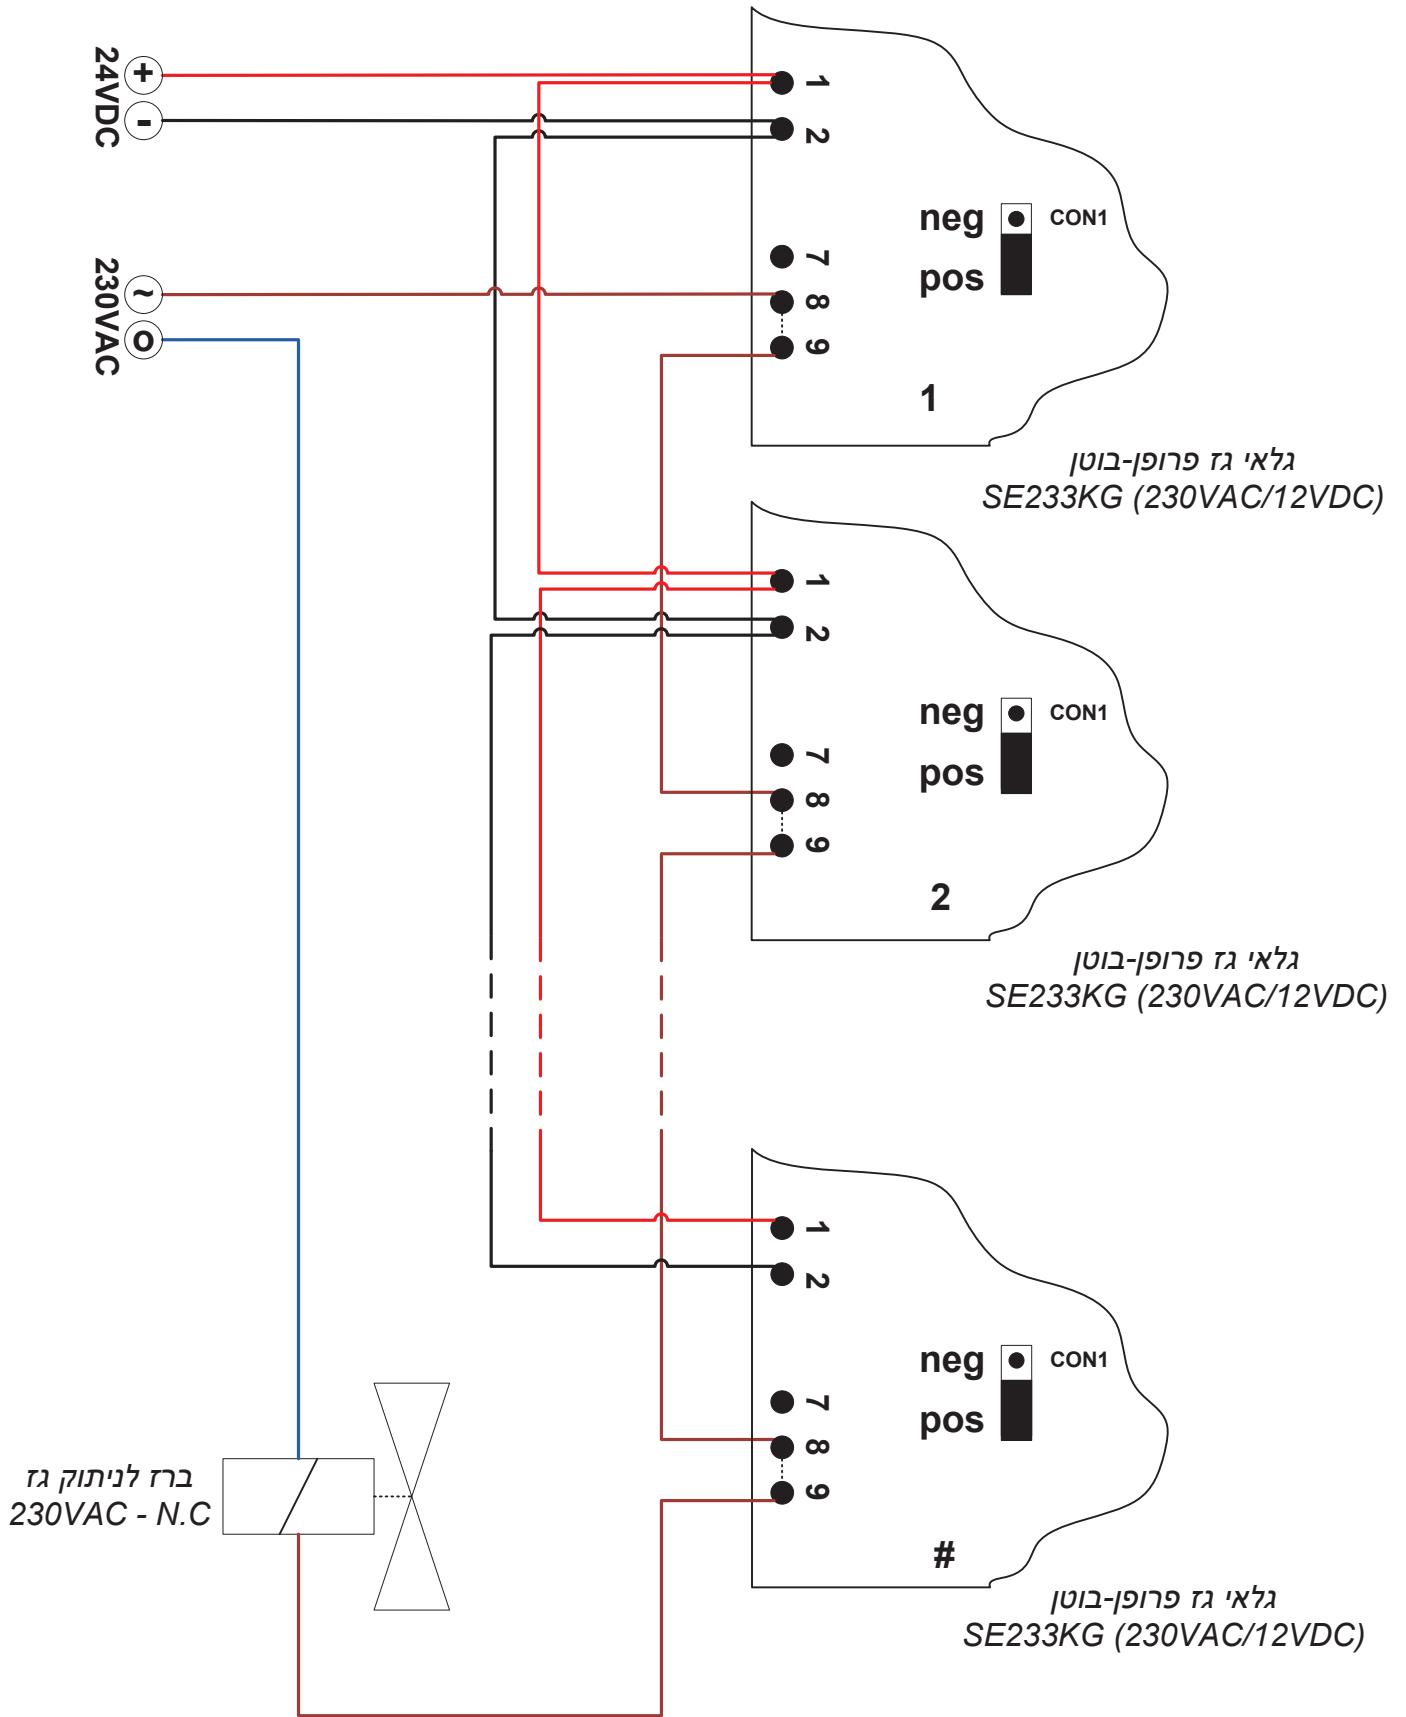 24VDC
+
-
1
2
neg
CON1
pos
7
8
9
230VAC
~
O
1
גלאי גז פרופן-בוטן
SE233KG (230VAC/12VDC)
1
2
neg
CON1
pos
7
8
9
2
גלאי גז פרופן-בוטן
SE233KG (230VAC/12VDC)
1
2
neg
CON1
pos
7
8
9
#
גלאי גז פרופן-בוטן
SE233KG (230VAC/12VDC)
ברז לניתוק גז
230VAC - N.C